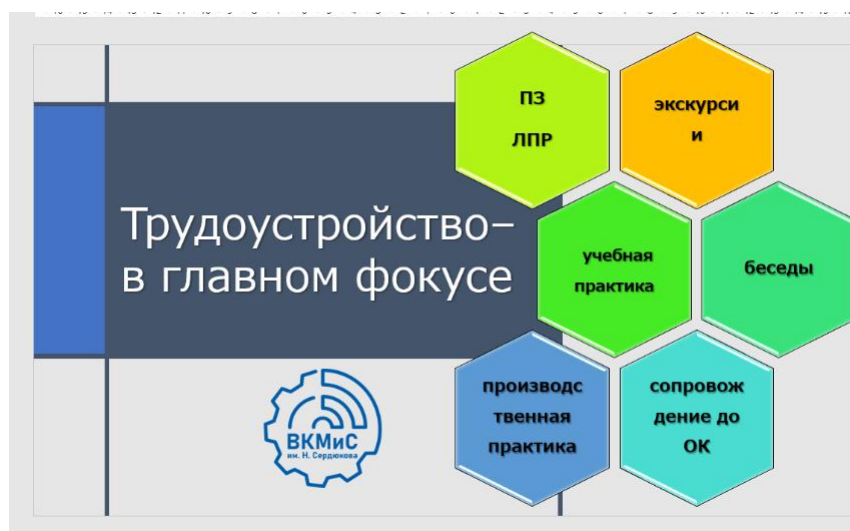 Трудоустройство–
в главном фокусе
ПЗ
ЛПР
экскурси
и
учебная
практика
беседы
производс
твенная
практика
сопровож
дение до
ОК
ВКМиС
им. Н. Сердюкова